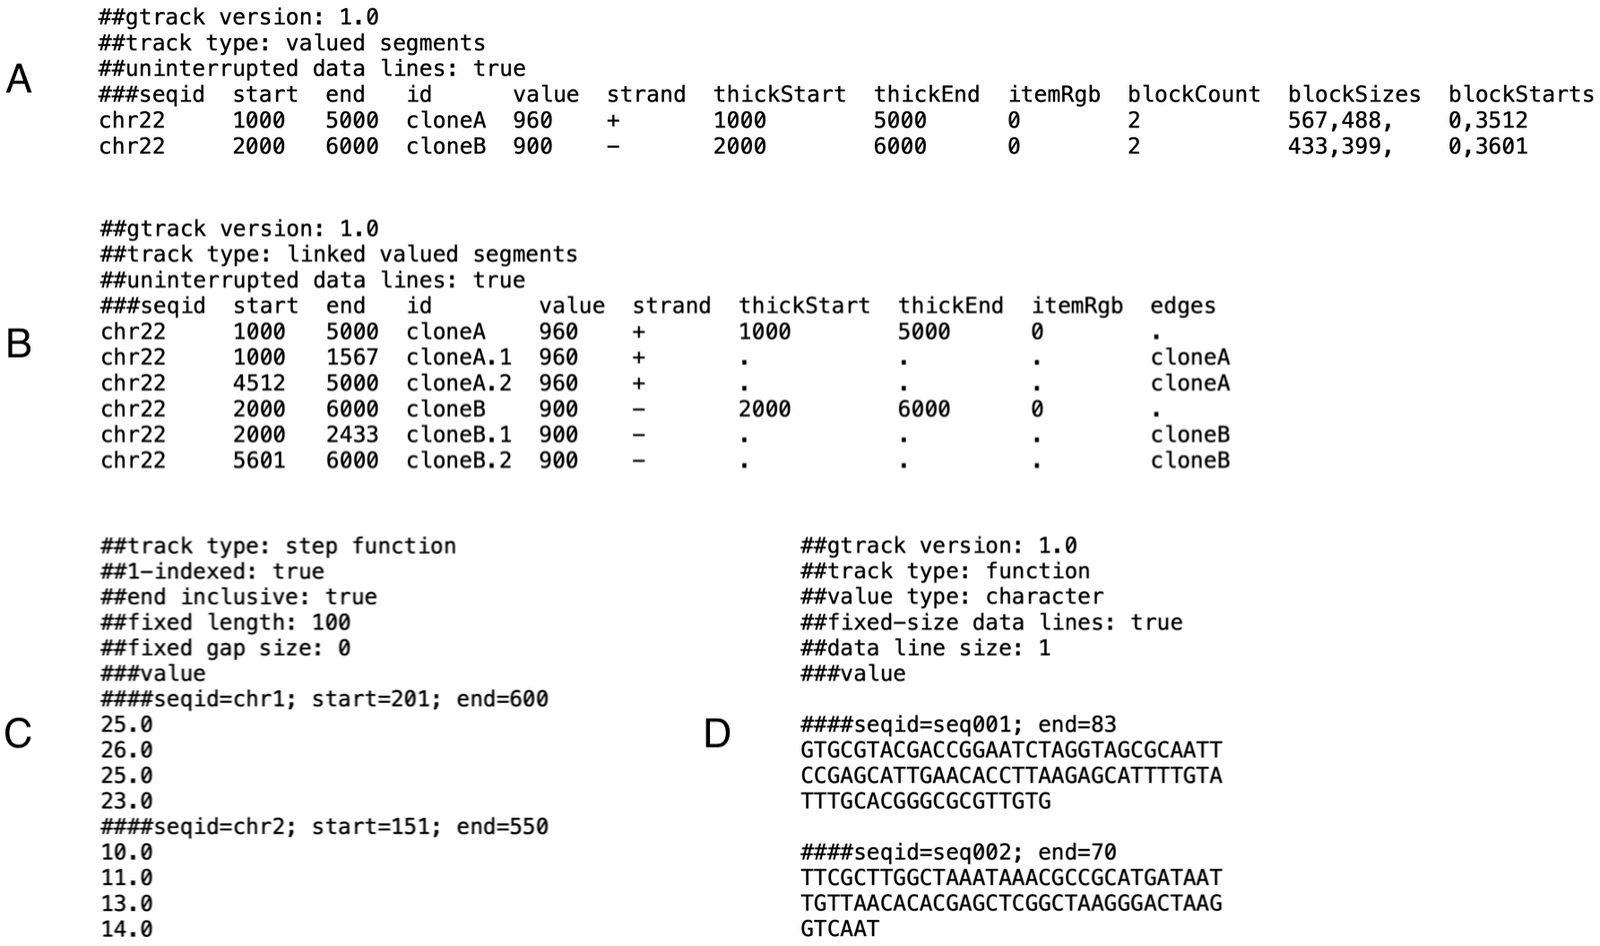 A
##gtrack version: 1.0
##track type: valued segments
##uninterrupted data lines: true
###seqid start end id value strand thickStart thickEnd itemRgb blockCount blockSizes blockStarts
chr22 1000 5000 cloneA 960 + 1000 5000 0 2 567,488, 0,3512
chr22 2000 6000 cloneB 900 – 2000 6000 0 2 433,399, 0,3601
B
##gtrack version: 1.0
##track type: linked valued segments
##uninterrupted data lines: true
###seqid start end id value strand thickStart thickEnd itemRgb edges
chr22 1000 5000 cloneA 960 + 1000 5000 0 .
chr22 1000 1567 cloneA.1 960 + . . . cloneA
chr22 4512 5000 cloneA.2 960 + . . . cloneA
chr22 2000 6000 cloneB 900 – 2000 6000 0 .
chr22 2000 2433 cloneB.1 900 – . . . cloneB
chr22 5601 6000 cloneB.2 900 – . . . cloneB
C
##track type: step function
##1-indexed: true
##end inclusive: true
##fixed length: 100
##fixed gap size: 0
###value
####seqid=chr1; start=201; end=600
25.0
26.0
25.0
23.0
####seqid=chr2; start=151; end=550
10.0
11.0
13.0
14.0
D
##gtrack version: 1.0
##track type: function
##value type: character
##fixed-size data lines: true
##data line size: 1
###value
####seqid=seq001; end=83
GTGCGTACGACCGGAATCTAGGTAGCGCAATT
CCGAGCATTGAACACCTTAAGAGCATTTTGTA
TTTGCACGGGCGCGTTGTG
####seqid=seq002; end=70
TTCGCTTGGCTAAATAAACGCCGCATGATAAT
TGTTAACACACGAGCTCGGCTAAGGGACTAAG
GTCAAT